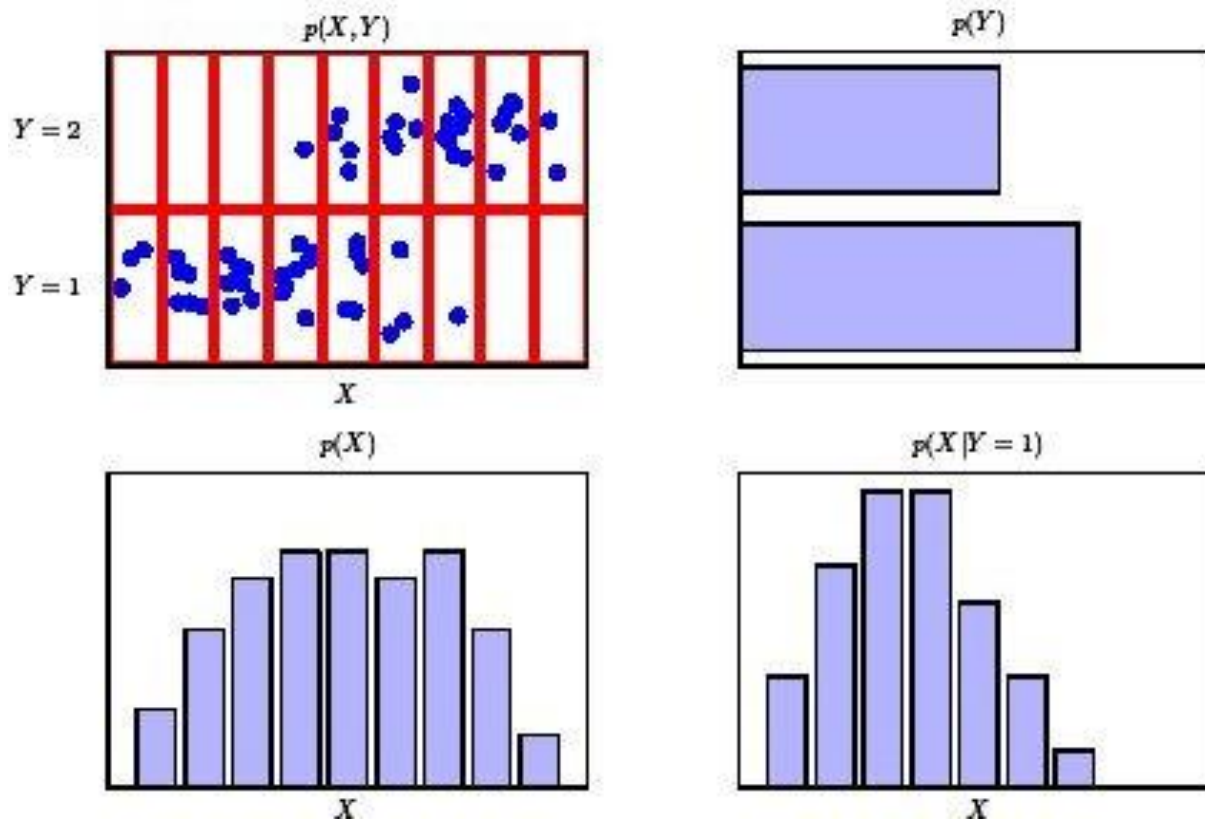 p(X, Y)
p(Y)
Y = 2
Y = 1
X
p(X)
p(X|Y = 1)
X
X